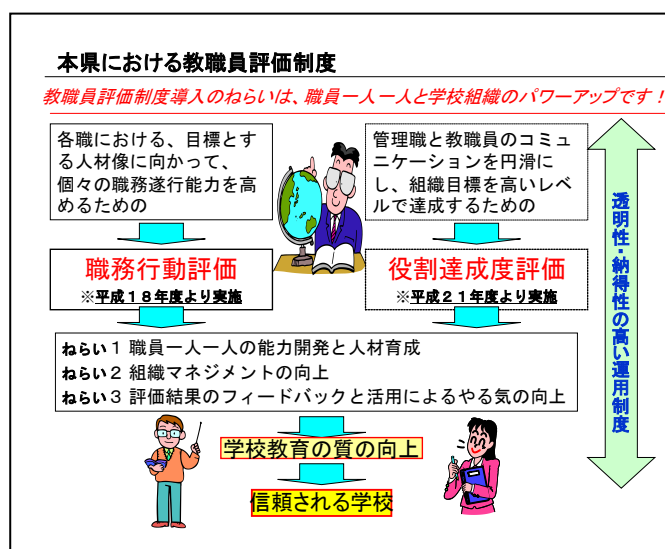 本県における教職員評価制度
教職員評価制度導入のねらいは、職員一人一人と学校組織のパワーアップです!
各職における、目標とす
る人材像に向かって、
個々の職務遂行能力を高
めるための
管理職と教職員のコミュ
ニケーションを円滑に
し、組織目標を高いレベ
ルで達成するための
職務行動評価
※平成18年度より実施
役割達成度評価
※平成21年度より実施
ねらい1 職員一人一人の能力開発と人材育成
ねらい2 組織マネジメントの向上
ねらい3 評価結果のフィードバックと活用によるやる気の向上
学校教育の質の向上
信頼される学校
透明性・納得性の高い運用制度